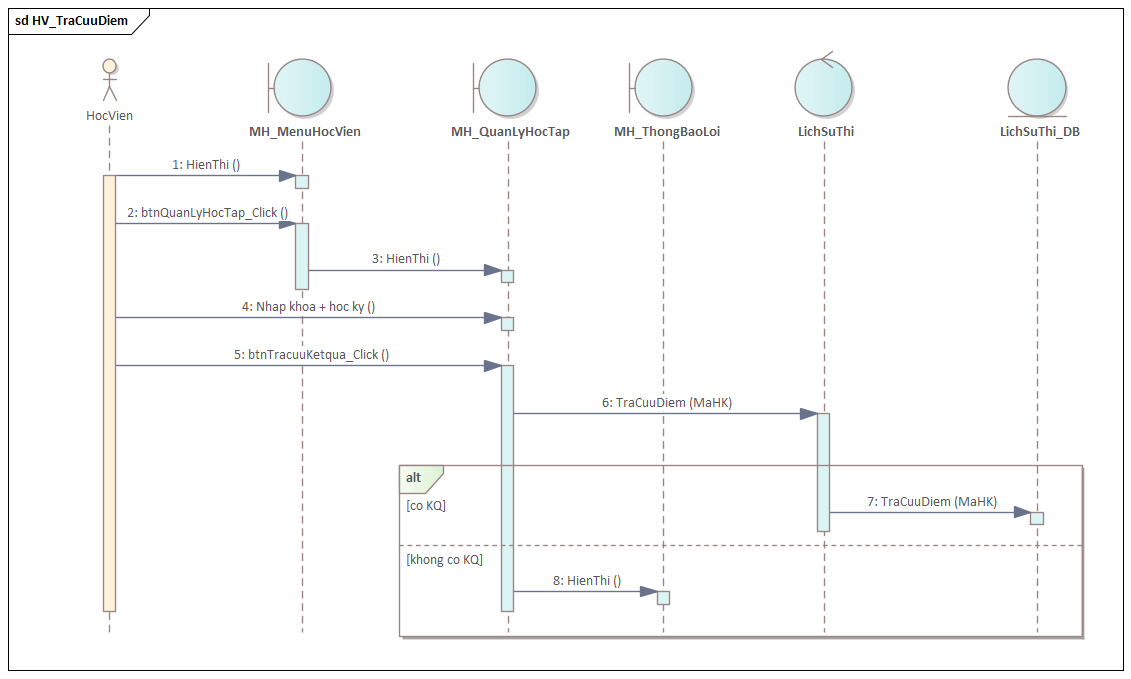 sd HV_TraCuuDiem
HocVien
MH_MenuHocVien
MH_QuanLyHocTap
MH_ThongBaoLoi
LichSuThi
LichSuThi_DB
1: HienThi ()
2: btnQuanLyHocTap_Click ()
3: HienThi ()
4: Nhap khoa + hoc ky ()
5: btnTracuuKetqua_Click ()
6: TraCuuDiem (MaHK)
alt
[co KQ]
7: TraCuuDiem (MaHK)
[khong co KQ]
8: HienThi ()